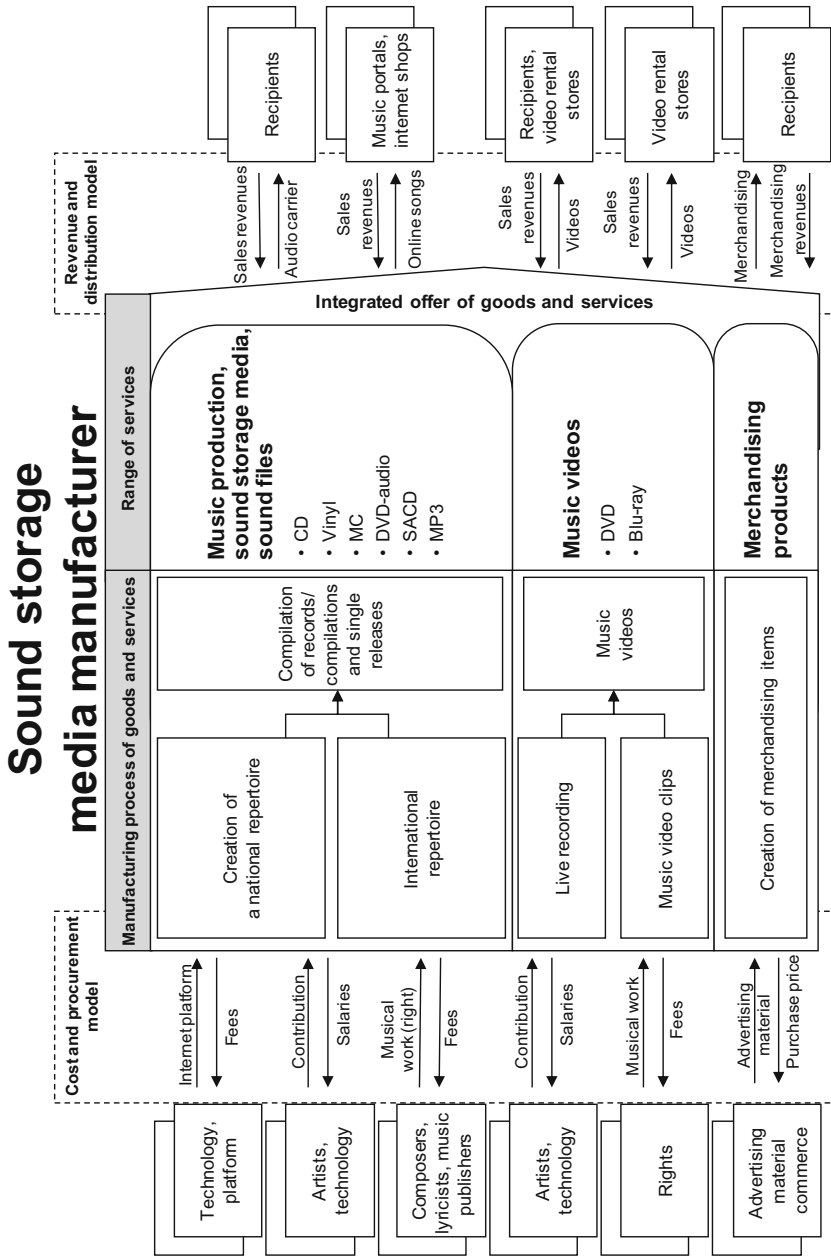 Sound storage
media manufacturer
Cost and procurement
model
Manufacturing process of goods and services
Range of services
Revenue and
distribution model
Technology,
platform
Internet platform
Fees
Artists,
technology
Contribution
Salaries
Composers,
lyricists, music
publishers
Musical
work (right)
Fees
Artists,
technology
Contribution
Salaries
Rights
Musical work
Fees
Advertising
material
commerce
Advertising
material
Purchase price
Creation of
a national repertoire
International
repertoire
Compilation
of records/
compilations
and single
releases
Live recording
Music video clips
Music
videos
Creation of merchandising items
Music production,
sound storage media,
sound files
• CD
• Vinyl
• MC
• DVD-audio
• SACD
• MP3
Music videos
• DVD
• Blu-ray
Merchandising
products
Integrated offer of goods and services
Sales revenues
Audio carrier
Recipients
Sales
revenues
Online songs
Music portals,
internet shops
Sales
revenues
Videos
Recipients,
video rental
stores
Sales
revenues
Videos
Video rental
stores
Merchandising
Merchandising
revenues
Recipients